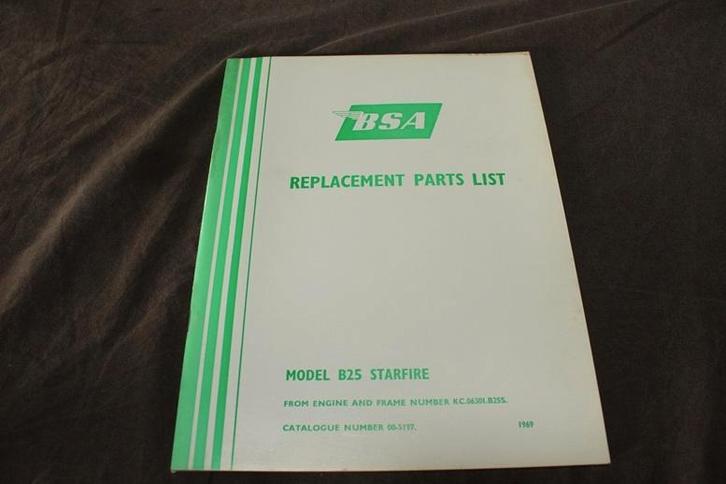 BSA
REPLACEMENT PARTS LIST
MODEL B25 STARFIRE
FROM ENGINE AND FRAME NUMBER KC.06301.B25S.
CATALOGUE NUMBER 00-5197.
1969